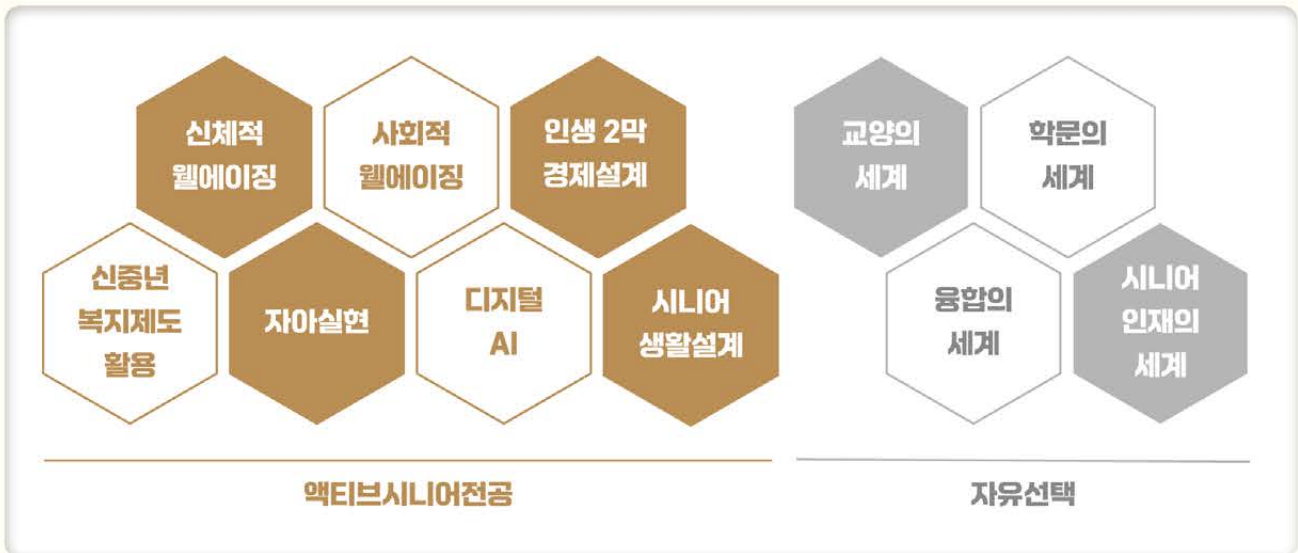 신체적
웰에이징
사회적
웰에이징
인생 2막
경제설계
신중년
복지제도
활용
자아실현
디지털
AI
시니어
생활설계
액티브시니어전공
교양의
세계
학문의
세계
융합의
세계
시니어
인재의
세계
자유선택